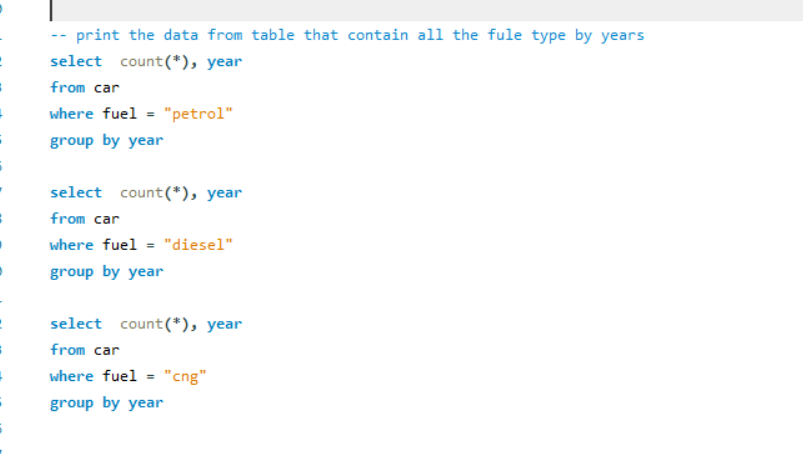 -- print the data from table that contain all the fule type by years
select  count(*), year
from car
where fuel = "petrol"
group by year
select  count(*), year
from car
where fuel = "diesel"
group by year
select  count(*), year
from car
where fuel = "cng"
group by year